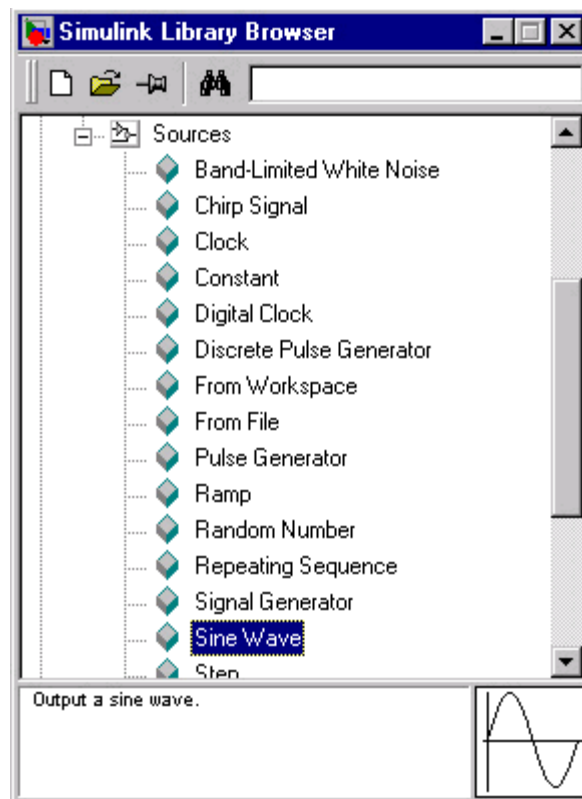 Simulink Library Browser
Sources
Band-Limited White Noise
Chirp Signal
Clock
Constant
Digital Clock
Discrete Pulse Generator
From Workspace
From File
Pulse Generator
Ramp
Random Number
Repeating Sequence
Signal Generator
Sine Wave
Step
Output a sine wave.